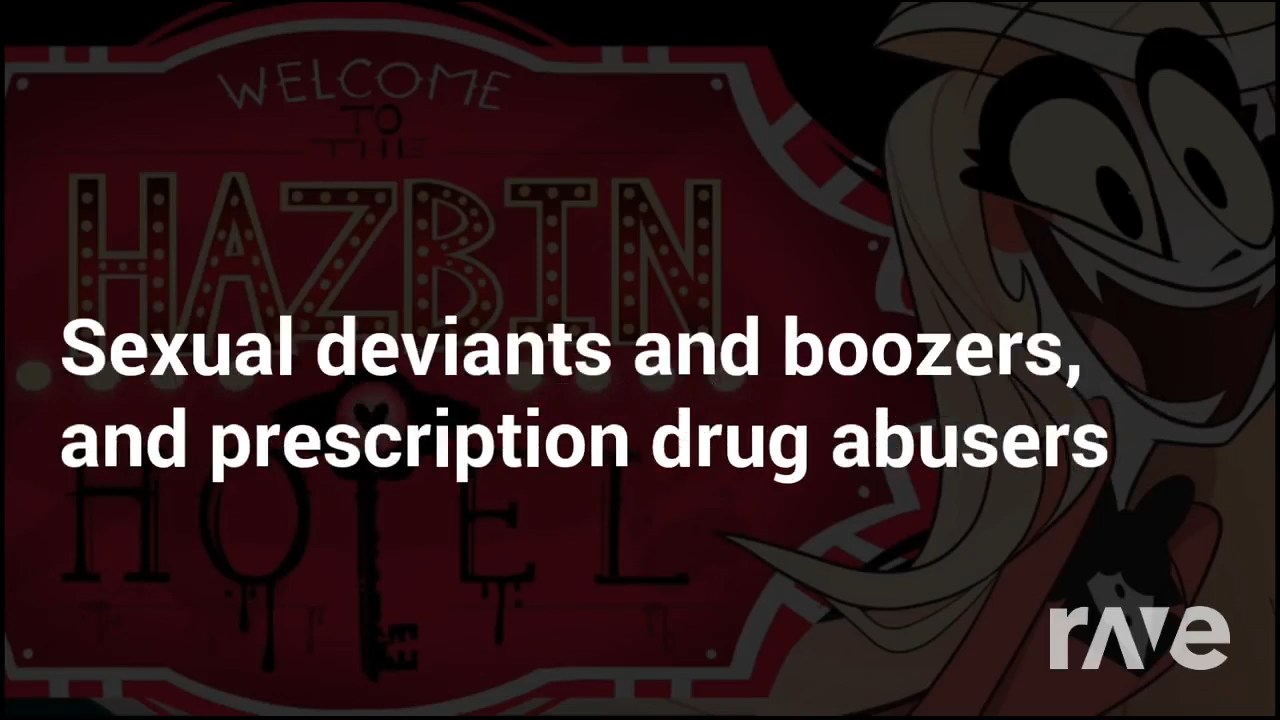 WELCOME
TO
THE
HAZBIN
Sexual deviants and boozers,
and prescription drug abusers
HOTEL
rave